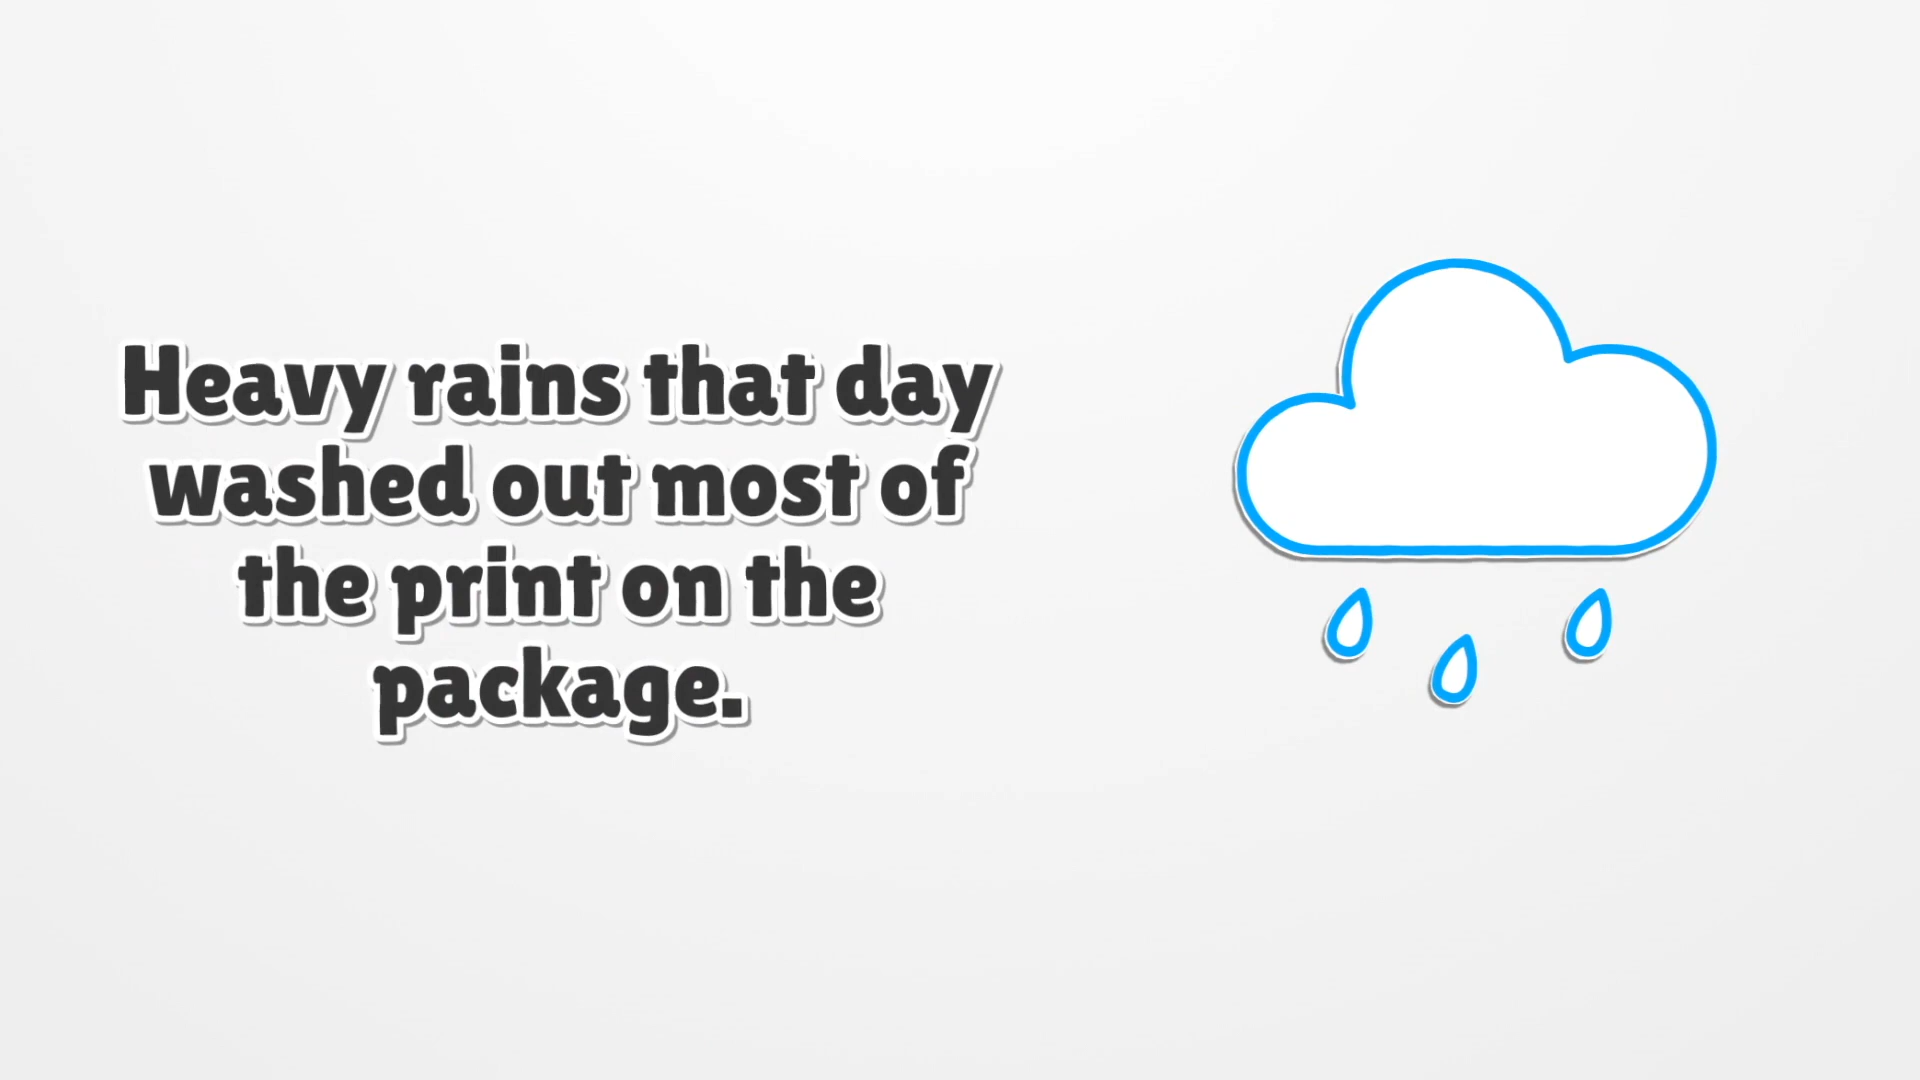 Heavy rains that day
washed out most of
the print on the
package.